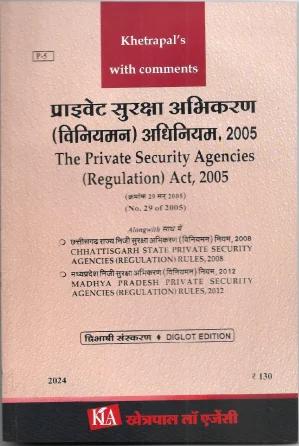 Khetrapal's
with comments
P-5
प्राइवेट सुरक्षा अभिकरण
(विनियमन) अधिनियम, 2005
The Private Security Agencies
(Regulation) Act, 2005
(क्रमांक 29 सन् 2005)
(No. 29 of 2005)
Alongwith साथ में
छत्तीसगढ़ राज्य निजी सुरक्षा अभिकरण (विनियमन) नियम, 2008
CHHATTISGARH STATE PRIVATE SECURITY
AGENCIES (REGULATION) RULES, 2008
मध्यप्रदेश निजी सुरक्षा अभिकरण (विनियमन) नियम, 2012
MADHYA PRADESH PRIVATE SECURITY
AGENCIES (REGULATION) RULES, 2012
द्विभाषी संस्करण ♦ DIGLOT EDITION
2024 ₹ 130
KLA खेत्रपाल लॉ एजेंसी